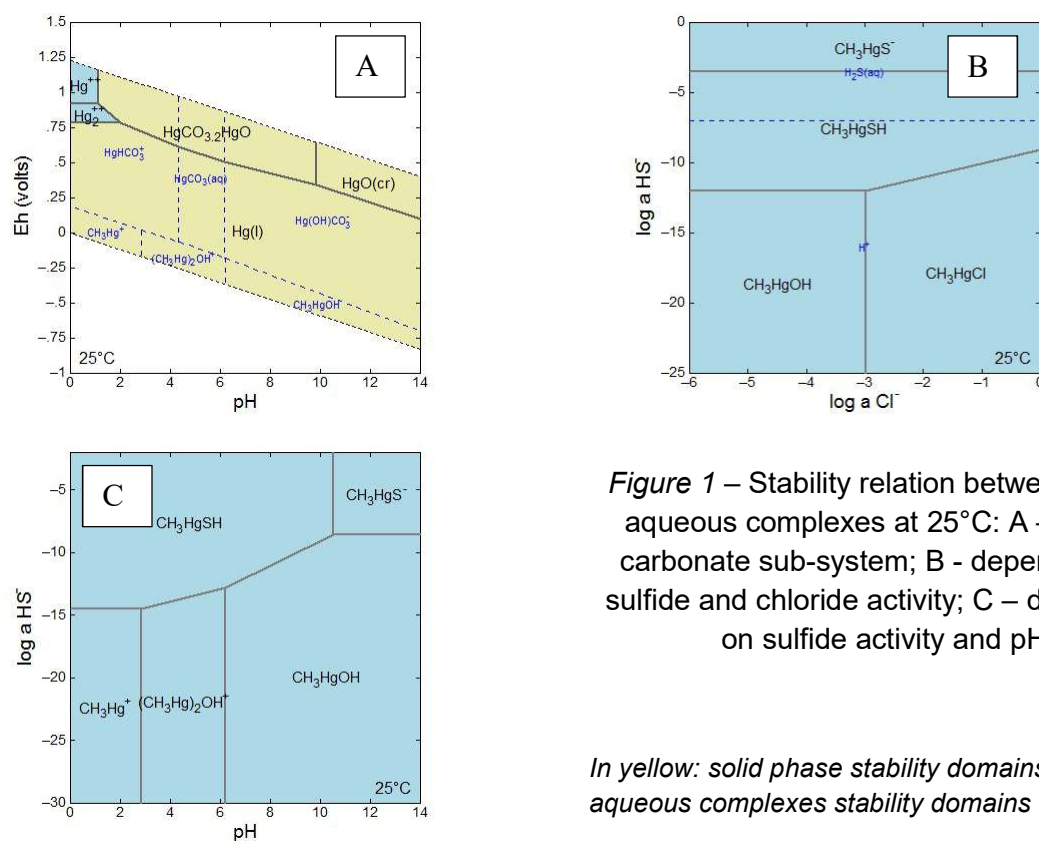 1.5
1.25
1
.75
.5
.25
0
−.25
−.5
−.75
−1
Eh (volts)
A
Hg++
Hg2++
HgCO3.2HgO
HgHCO3+
HgCO3(aq)
HgO(cr)
Hg(OH)CO3-
Hg(l)
CH3Hg+
(CH3Hg)2OH+
CH3HgOH
25°C
0 2 4 6 8 10 12 14
pH
0
−5
−10
−15
−20
−25
log a HS-
B
CH3HgS-
H2S(aq)
CH3HgSH
H+
CH3HgOH
CH3HgCl
25°C
−6 −5 −4 −3 −2 −1 0
log a Cl-
−5
−10
−15
−20
−25
−30
log a HS-
C
CH3HgSH
CH3HgS-
CH3Hg+
(CH3Hg)2OH+
CH3HgOH
25°C
0 2 4 6 8 10 12 14
pH
Figure 1 – Stability relation betwe
aqueous complexes at 25°C: A -
carbonate sub-system; B - deper
sulfide and chloride activity; C – d
on sulfide activity and pH
In yellow: solid phase stability domains
aqueous complexes stability domains